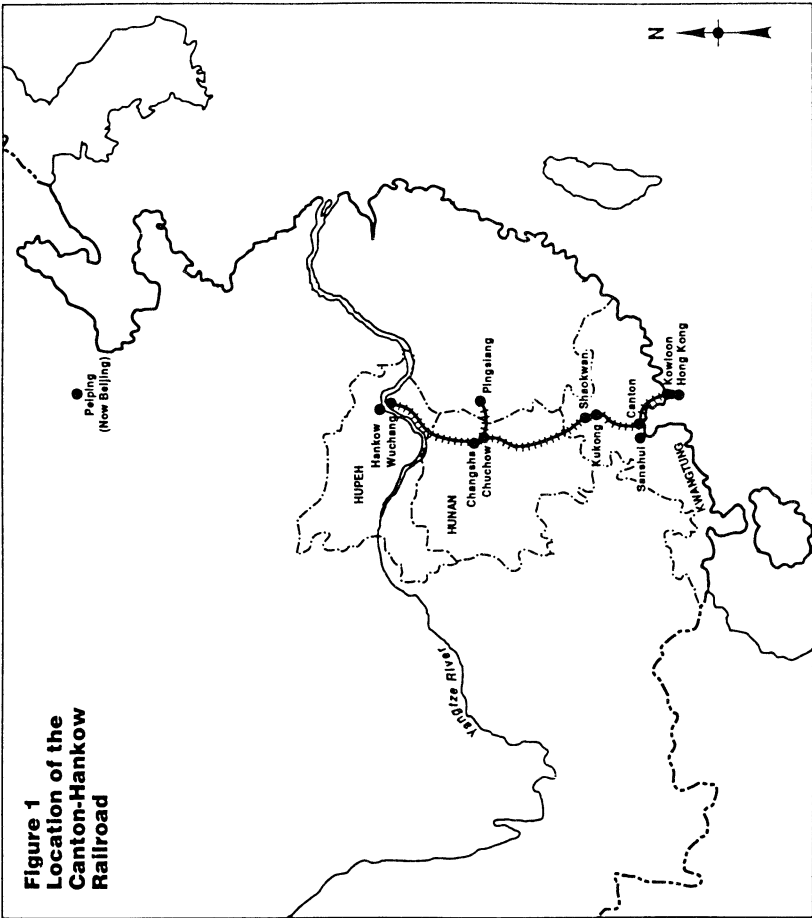 Figure 1
Location of the
Canton-Hankow
Railroad
N
Peiping
(Now Beijing)
Hankow
Wuchang
HUPEH
Yangtze River
HUNAN
Changsha
Chuchow
Pingsiang
Shaokwan
Kukong
Sanshui
Canton
KWANGTUNG
Kowloon
Hong Kong